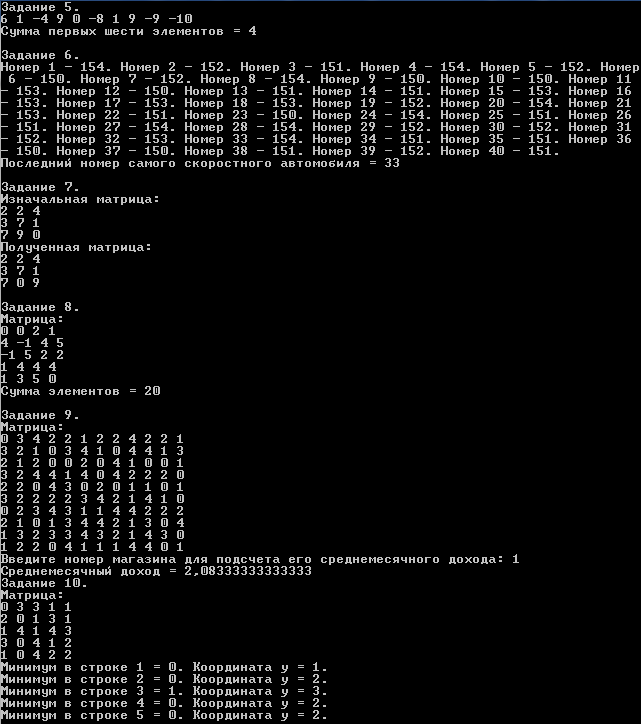 Задание 5.
6 1 -4 9 0 -8 1 9 -9 -10
Сумма первых шести элементов = 4
Задание 6.
Номер 1 - 154. Номер 2 - 152. Номер 3 - 151. Номер 4 - 154. Номер 5 - 152. Номер
6 - 150. Номер 7 - 152. Номер 8 - 154. Номер 9 - 150. Номер 10 - 150. Номер 11
- 153. Номер 12 - 150. Номер 13 - 151. Номер 14 - 151. Номер 15 - 153. Номер 16
- 153. Номер 17 - 153. Номер 18 - 153. Номер 19 - 152. Номер 20 - 154. Номер 21
- 153. Номер 22 - 151. Номер 23 - 150. Номер 24 - 154. Номер 25 - 151. Номер 26
- 151. Номер 27 - 154. Номер 28 - 154. Номер 29 - 152. Номер 30 - 152. Номер 31
- 152. Номер 32 - 153. Номер 33 - 154. Номер 34 - 151. Номер 35 - 151. Номер 36
- 150. Номер 37 - 150. Номер 38 - 151. Номер 39 - 152. Номер 40 - 151.
Последний номер самого скоростного автомобиля = 33
Задание 7.
Изначальная матрица:
2 2 4
3 7 1
7 9 0
Полученная матрица:
2 2 4
3 7 1
7 0 9
Задание 8.
Матрица:
0 0 2 1
4 -1 4 5
-1 5 2 2
1 4 4 4
1 3 5 0
Сумма элементов = 20
Задание 9.
Матрица:
0 3 4 2 2 1 2 2 4 2 2 1
3 2 1 0 3 4 1 0 4 4 1 3
2 1 2 0 0 2 0 4 1 0 0 1
3 2 4 4 1 4 0 4 2 2 2 0
2 2 0 4 3 0 2 0 1 1 0 1
3 2 2 2 2 3 4 2 1 4 1 0
0 2 3 4 3 1 1 4 4 2 2 2
2 1 0 1 3 4 4 2 1 3 0 4
1 3 2 3 3 4 3 2 1 4 3 0
1 2 2 0 4 1 1 1 4 4 0 1
Введите номер магазина для подсчета его среднемесячного дохода: 1
Среднемесячный доход = 2,08333333333333
Задание 10.
Матрица:
0 3 3 1 1
2 0 1 3 1
1 4 1 4 3
3 0 4 1 2
1 0 4 2 2
Минимум в строке 1 = 0. Координата y = 1.
Минимум в строке 2 = 0. Координата y = 2.
Минимум в строке 3 = 1. Координата y = 3.
Минимум в строке 4 = 0. Координата y = 2.
Минимум в строке 5 = 0. Координата y = 2.